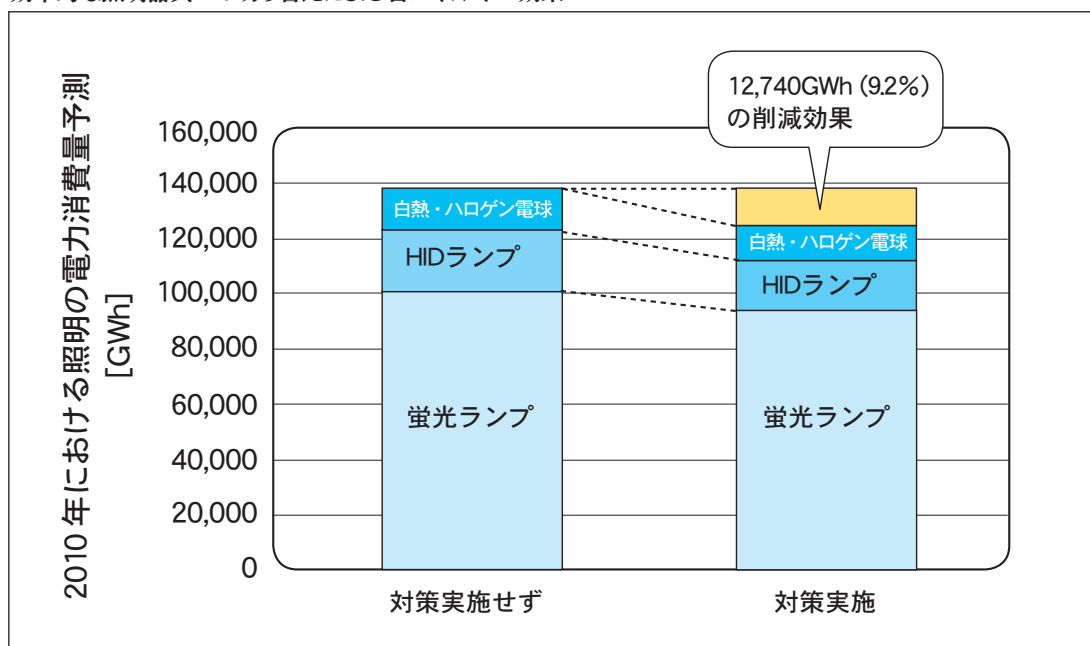 2010年における照明の電力消費量予測
[GWh]
160,000
140,000
120,000
100,000
80,000
60,000
40,000
20,000
0
12,740GWh (9.2%)
の削減効果
白熱・ハロゲン電球
HIDランプ
蛍光ランプ
白熱・ハロゲン電球
HIDランプ
蛍光ランプ
対策実施せず
対策実施